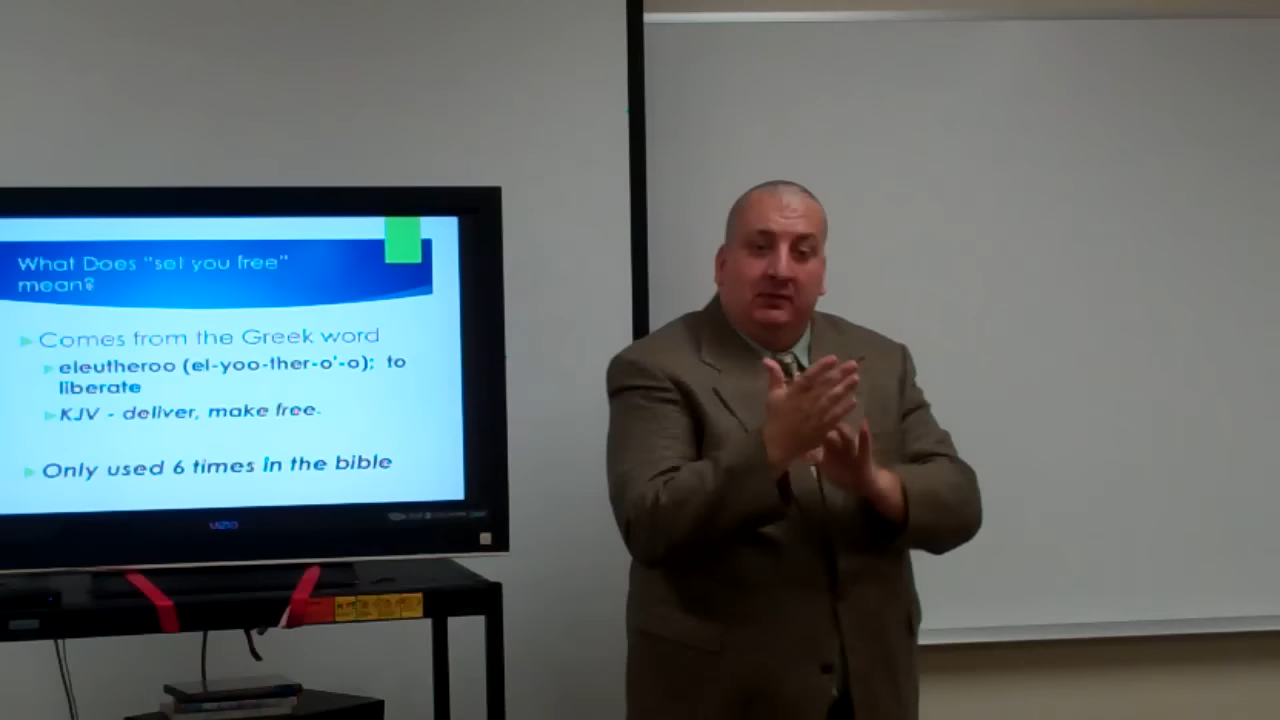 What Does "set you free"
mean?
Comes from the Greek word
eleutheroo (el-yoo-ther-o'-o); to
liberate
KJV - deliver, make free.
Only used 6 times in the bible
VIZIO